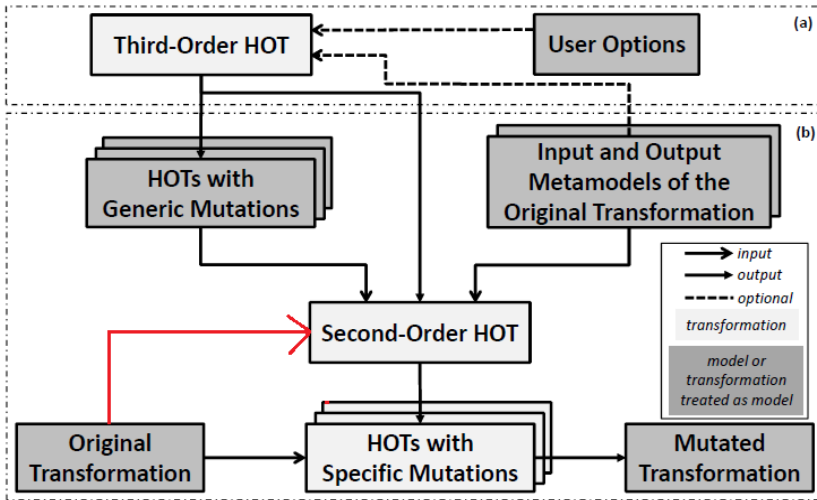 (a)
Third-Order HOT
User Options
(b)
HOTs with
Generic Mutations
Input and Output
Metamodels of the
Original Transformation
input
output
optional
transformation
model or
transformation
treated as model
Second-Order HOT
Original
Transformation
HOTs with
Specific Mutations
Mutated
Transformation